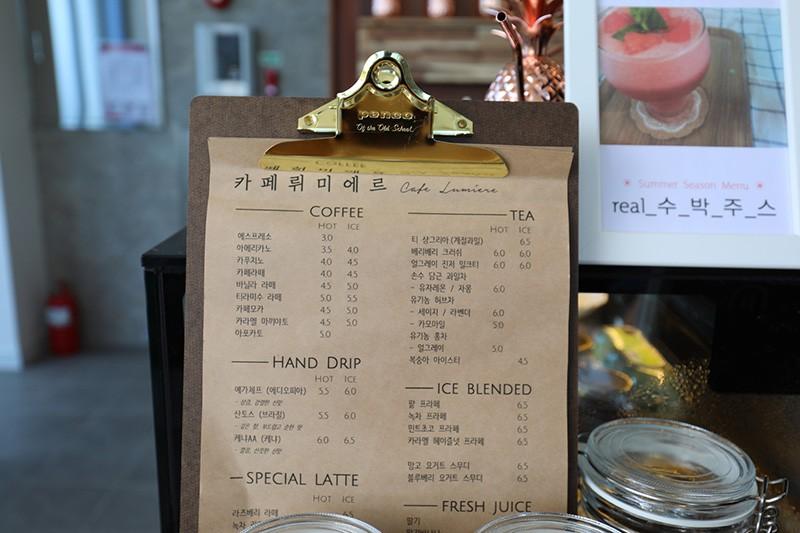 penco
Of the Old School
카페뤼미에르 Cafe Lumiere
COFFEE
HOT ICE
에스프레소 3.0
아메리카노 3.5 4.0
카푸치노 4.0 4.5
카페라떼 4.0 4.5
바닐라 라떼 4.5 5.0
티라미수 라떼 5.0 5.5
카페모카 4.5 5.0
카라멜 마끼아토 4.5 5.0
아포카토 5.0
HAND DRIP
HOT ICE
예가체프 (에디오피아) 5.5 6.0
산토스 (브라질) 5.5 6.0
케냐AA (케냐) 6.0 6.5
SPECIAL LATTE
HOT ICE
라즈베리 라떼
TEA
HOT ICE
티 샹그리아 (계절과일) 6.5
베리베리 크러쉬 6.0 6.0
얼그레이 진저 밀크티 6.0 6.0
손수 담근 과일차
- 유자레몬 / 자몽 6.0
유기농 허브차
- 세이지 / 라벤더 6.0
- 카모마일 5.0
유기농 홍차
- 얼그레이 5.0
복숭아 아이스티 4.5
ICE BLENDED
팥 프라페 6.5
녹차 프라페 6.5
민트초코 프라페 6.5
카라멜 헤이즐넛 프라페 6.5
망고 요거트 스무디 6.5
블루베리 요거트 스무디 6.5
FRESH JUICE
딸기
Summer Season Menu
real_수_박_주_스